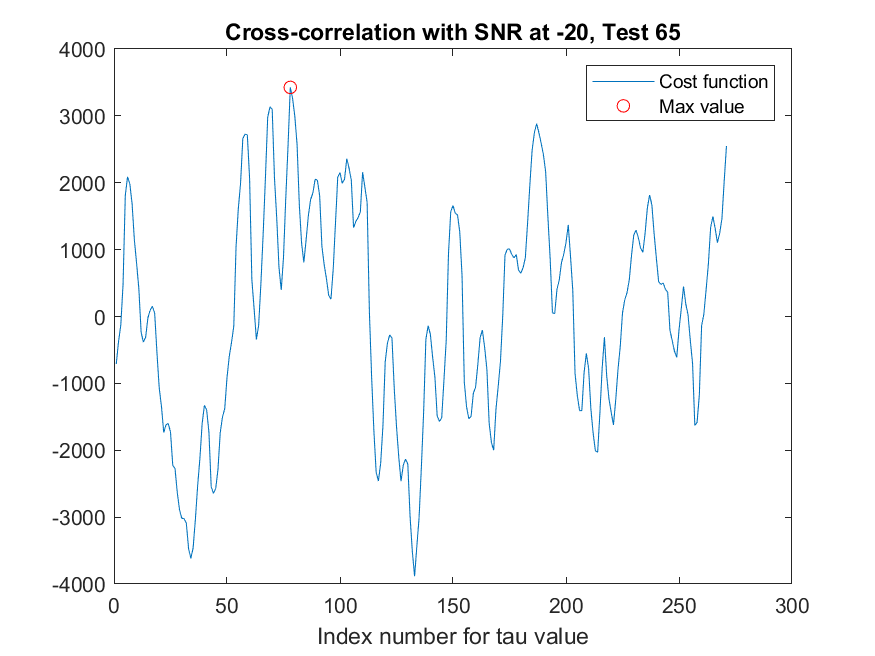 Cross-correlation with SNR at -20, Test 65
4000
3000
2000
1000
0
-1000
-2000
-3000
-4000
Cost function
Max value
0 50 100 150 200 250 300
Index number for tau value